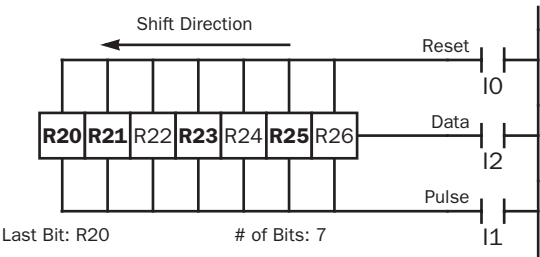 Shift Direction
Reset
I0
R20 R21 R22 R23 R24 R25 R26
Data
I2
Pulse
I1
Last Bit: R20 # of Bits: 7